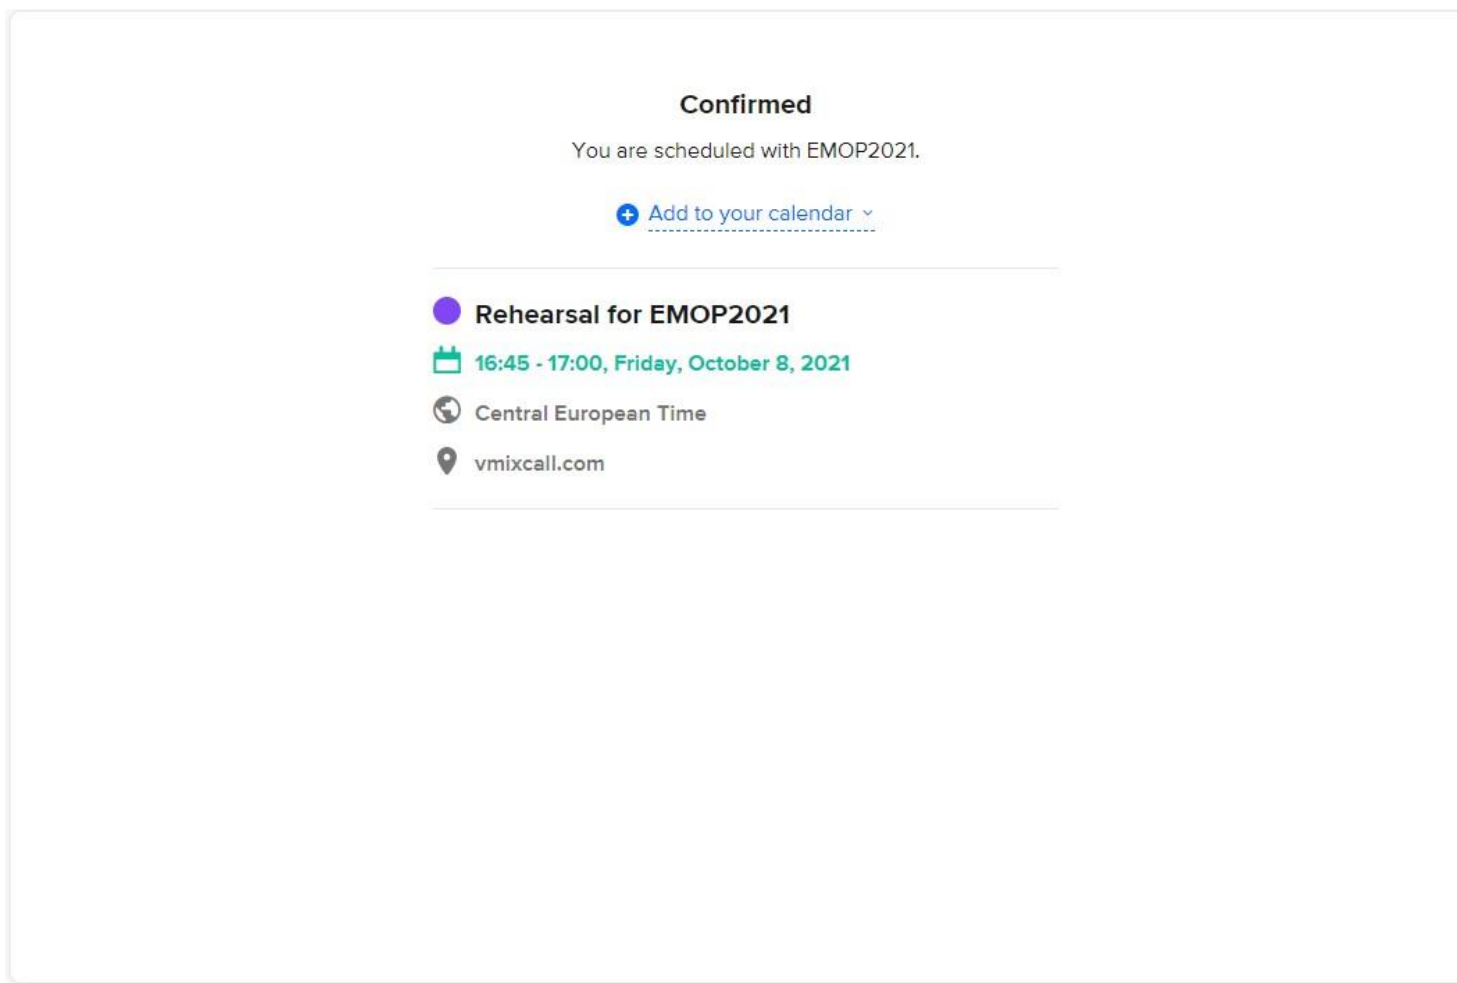 Confirmed
You are scheduled with EMOP2021.
Add to your calendar
Rehearsal for EMOP2021
16:45 - 17:00, Friday, October 8, 2021
Central European Time
vmixcall.com